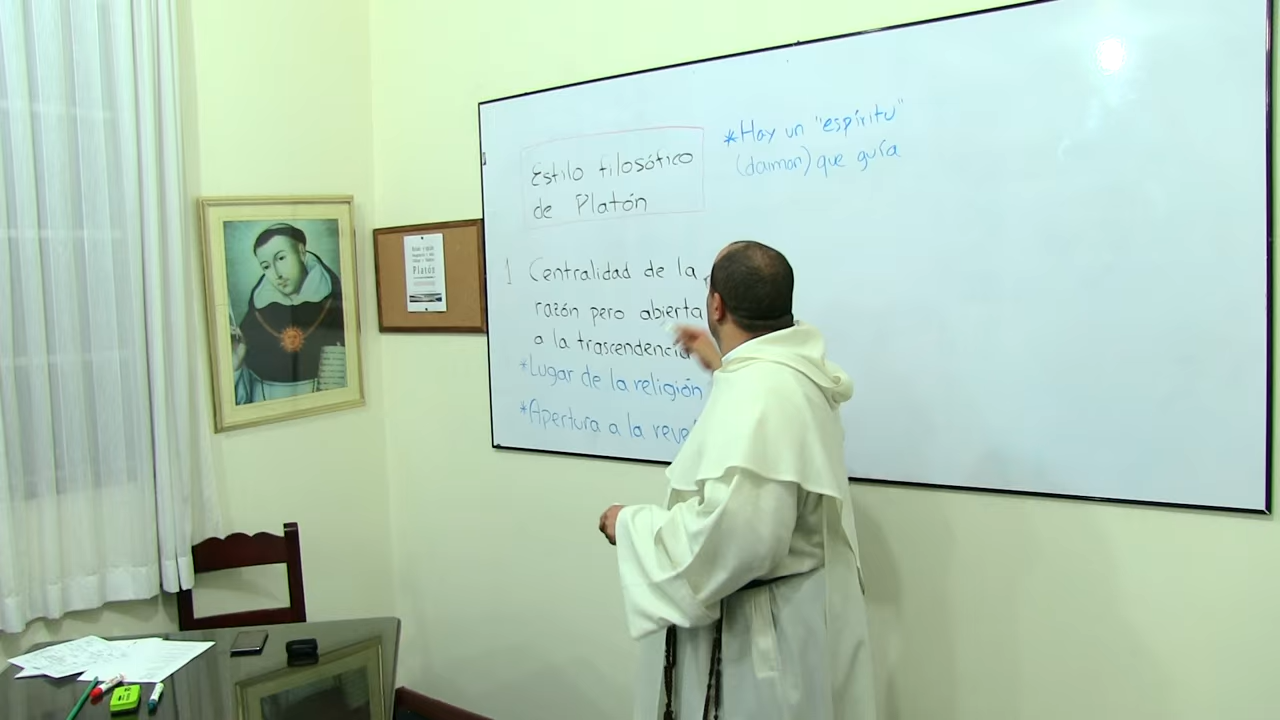 Estilo filosófico
de Platón
1 Centralidad de la
razón pero abierta
a la trascendencia
*Lugar de la religión
*Apertura a la
*Hay un "espíritu"
(daimon) que guía
Platón